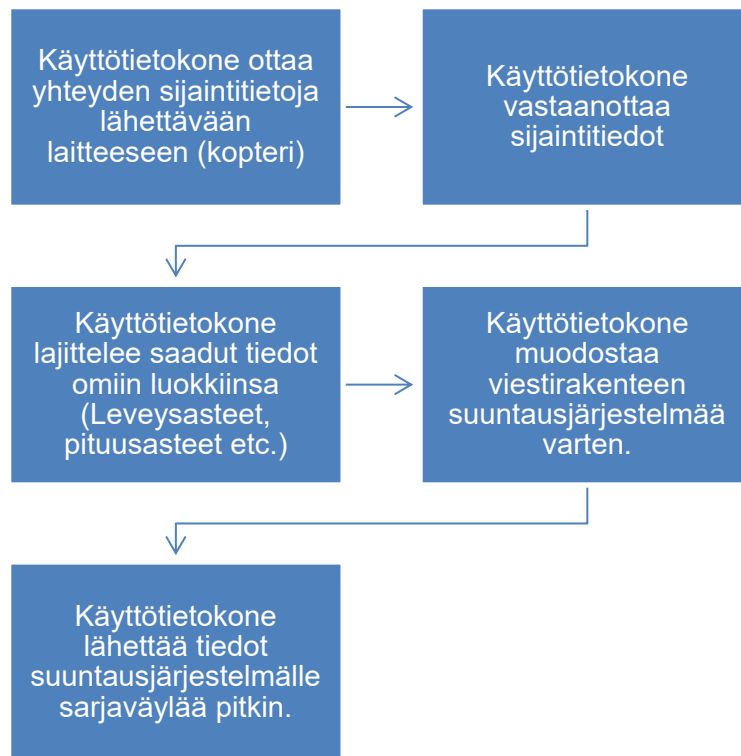 Käyttötietokone ottaa
yhteyden sijaintitietoja
lähettävään
laitteeseen (kopteri)
Käyttötietokone
vastaanottaa
sijaintitiedot
Käyttötietokone
lajittelee saadut tiedot
omiin luokkiinsa
(Leveysasteet,
pituusasteet etc.)
Käyttötietokone
muodostaa
viestirakenteen
suuntausjärjestelmää
varten.
Käyttötietokone
lähettää tiedot
suuntausjärjestelmälle
sarjaväylää pitkin.